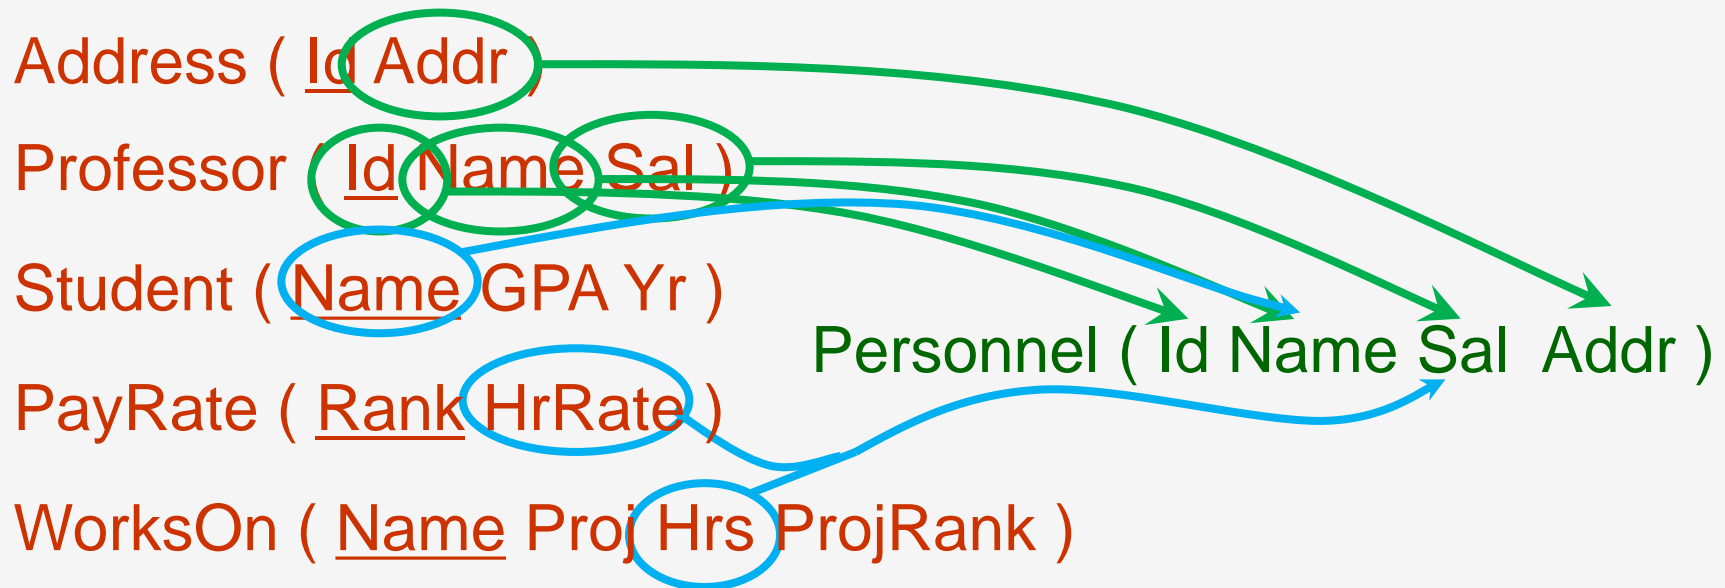 Address ( Id Addr )
Professor ( Id Name Sal )
Student ( Name GPA Yr )
Personnel ( Id Name Sal Addr )
PayRate ( Rank HrRate )
WorksOn ( Name Proj Hrs ProjRank )